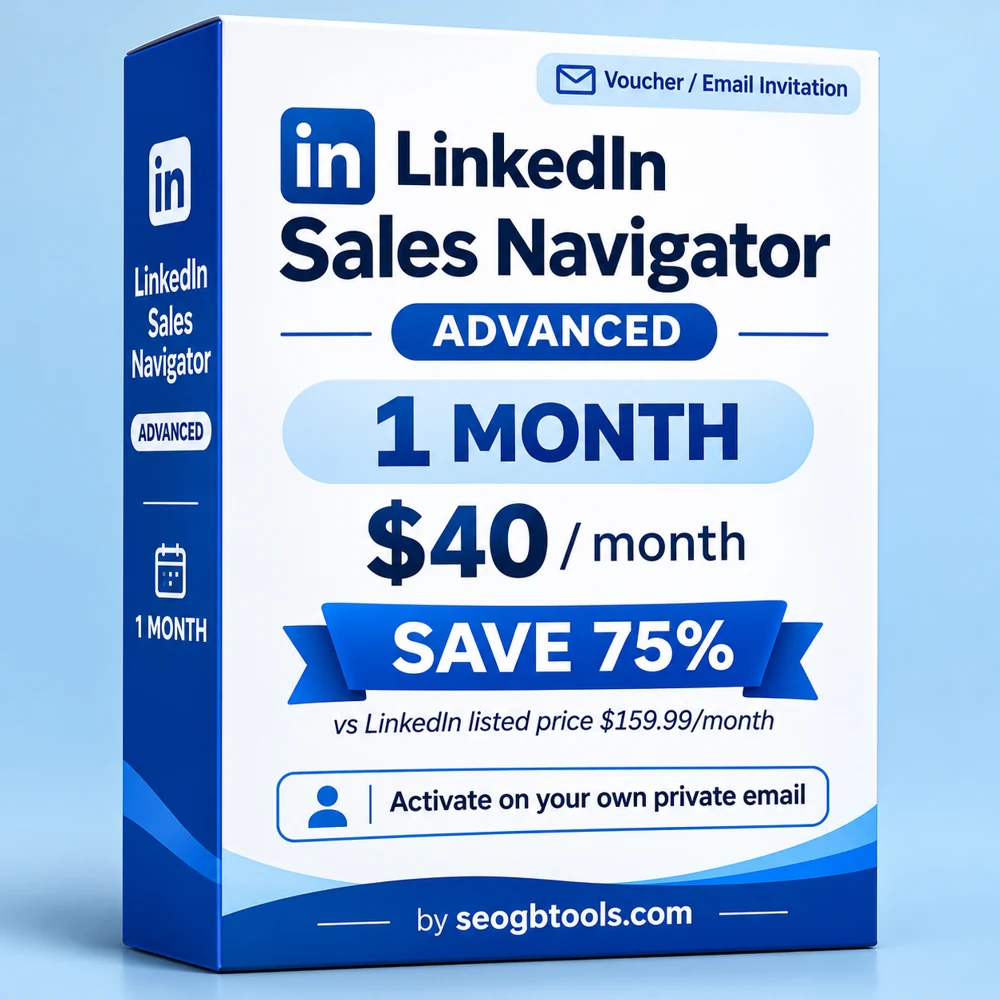 in
LinkedIn
Sales
Navigator
ADVANCED
1 MONTH
Voucher / Email Invitation
in LinkedIn
Sales Navigator
ADVANCED
1 MONTH
$40 / month
SAVE 75%
vs LinkedIn listed price $159.99/month
Activate on your own private email
by seogbtools.com